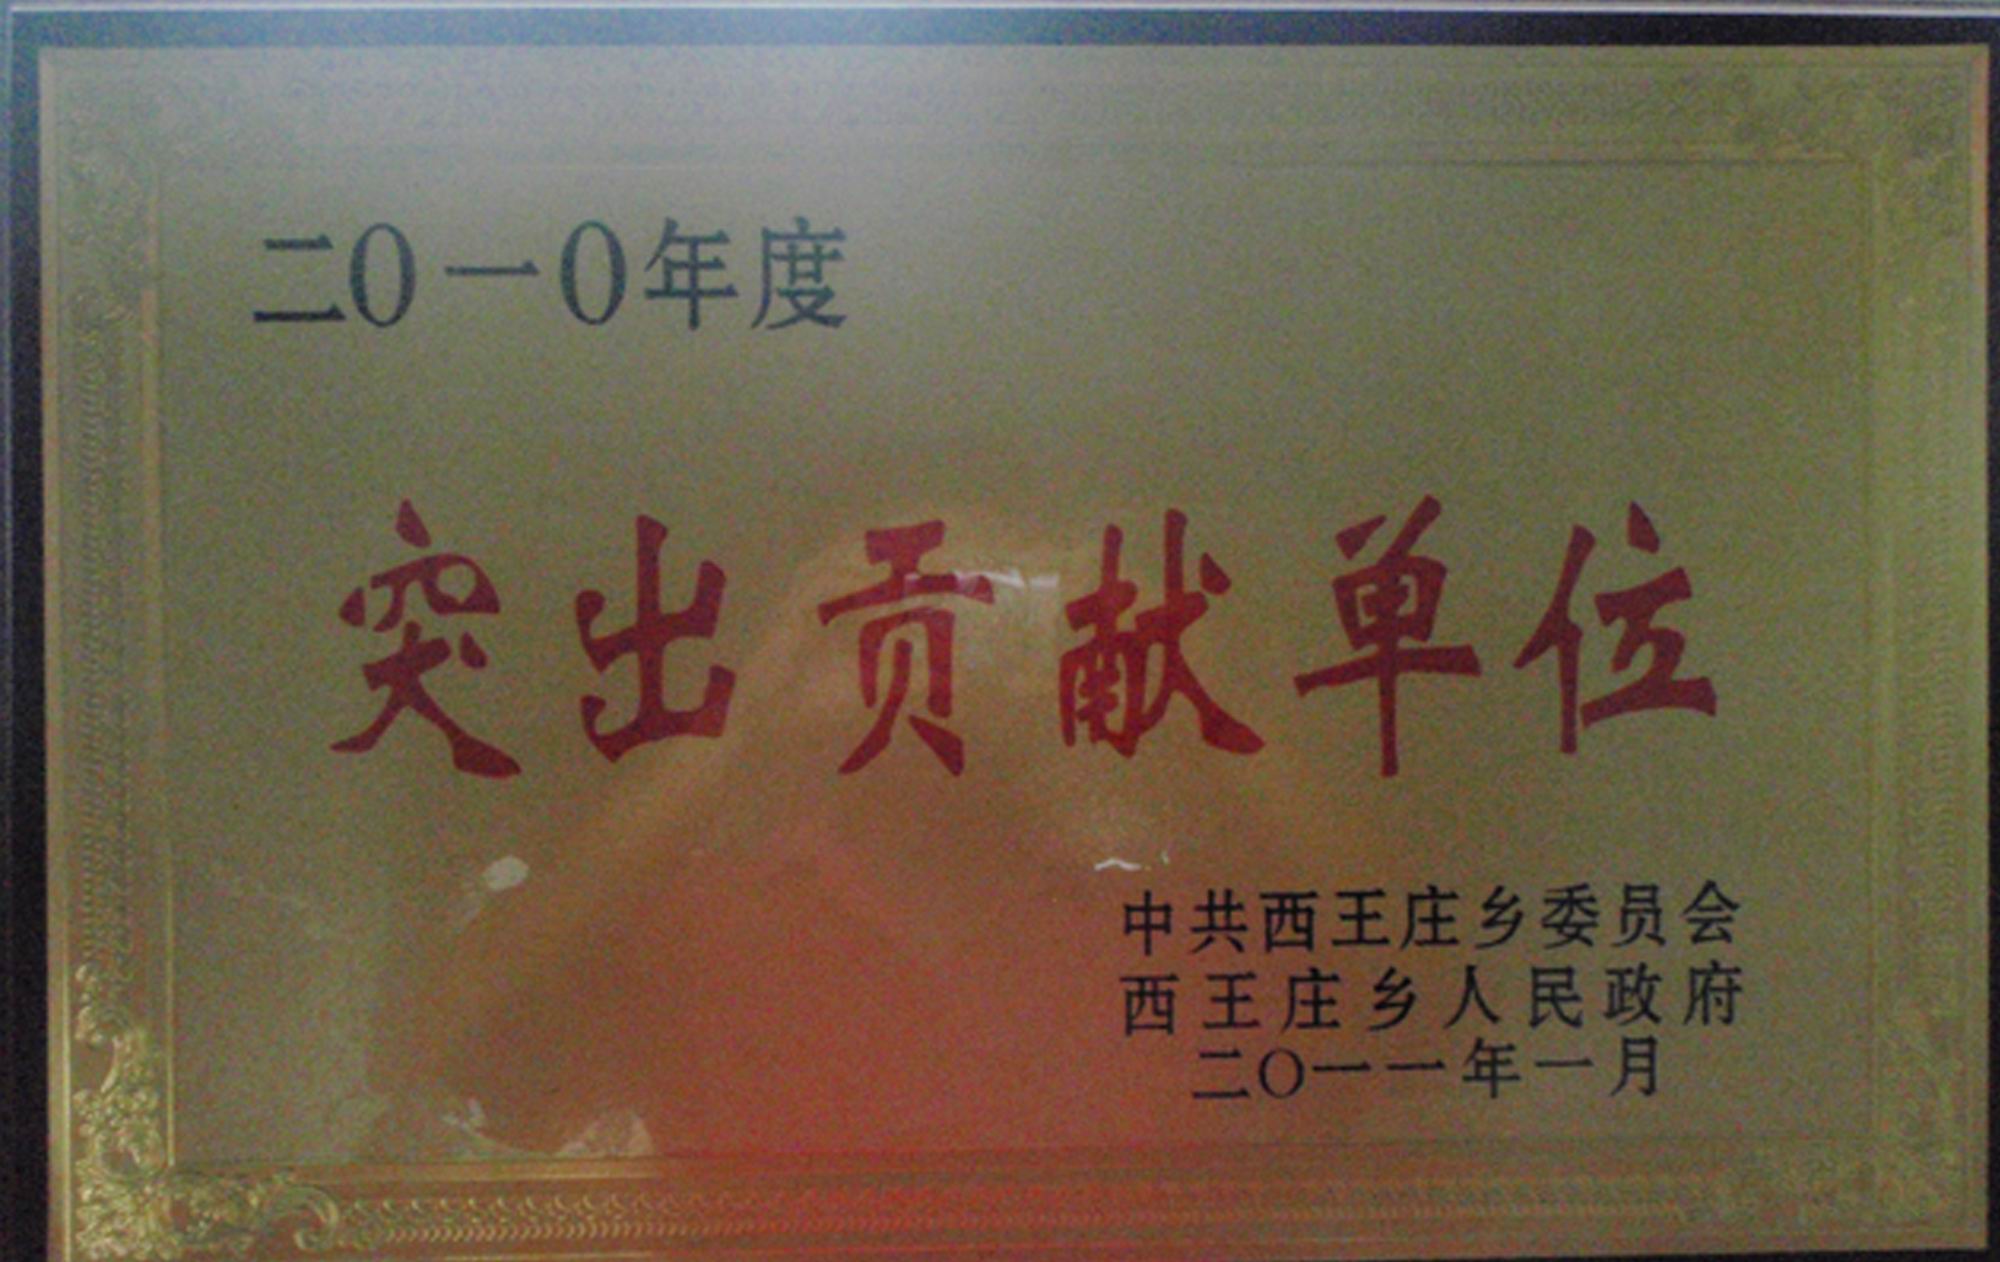 二0一0年度
突出贡献单位
中共西王庄乡委员会
西王庄乡人民政府
二〇一一年一月